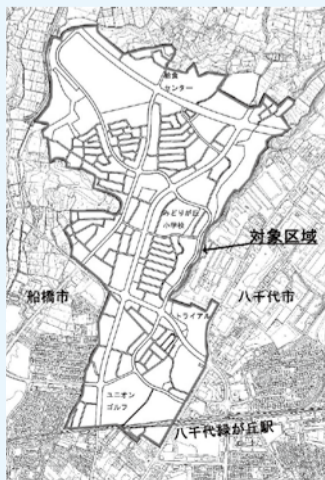 給食
センター
みどりが丘
小学校
対象区域
船橋市
八千代市
トライアル
ユニオン
ゴルフ
八千代緑が丘駅